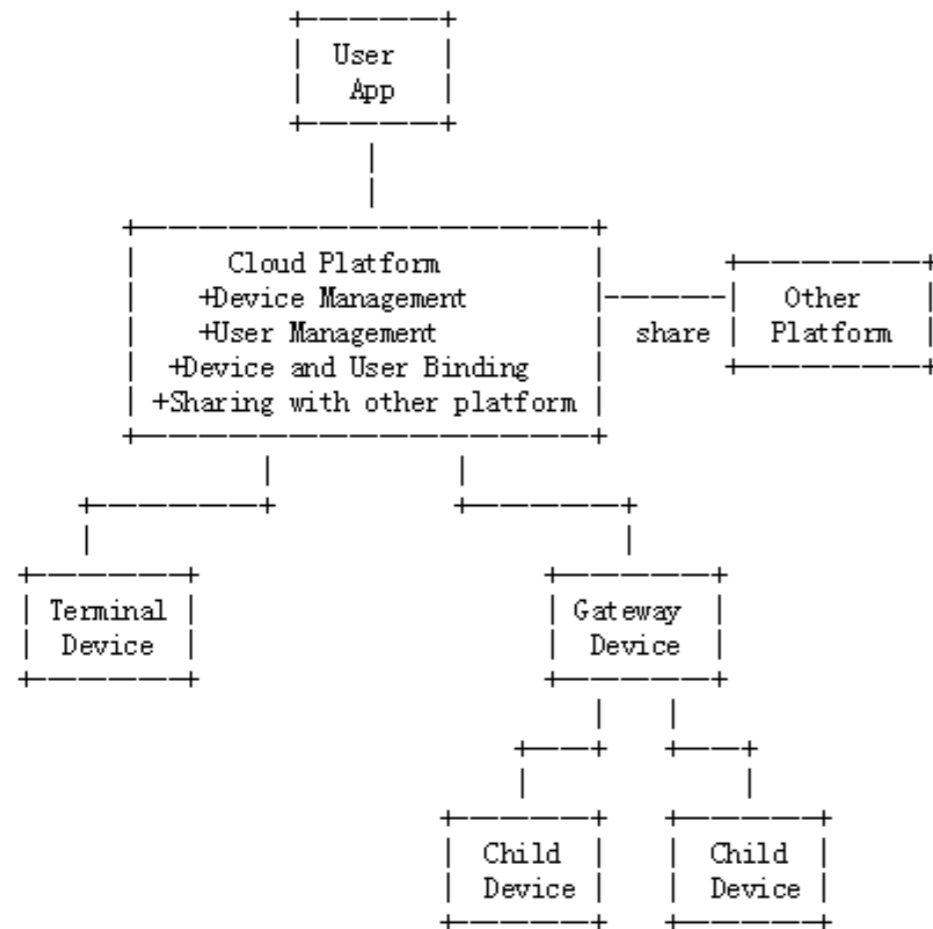 User
App
Cloud Platform
+Device Management
+User Management
+Device and User Binding
+Sharing with other platform
share
Other
Platform
Terminal
Device
Gateway
Device
Child
Device
Child
Device